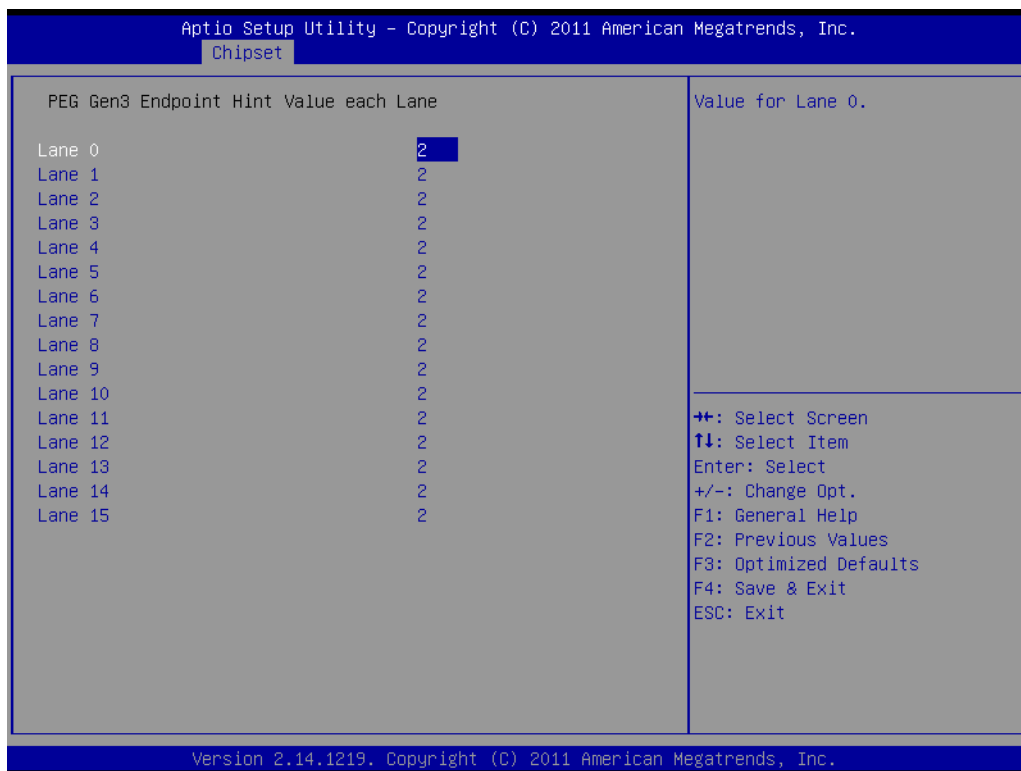 Aptio Setup Utility – Copyright (C) 2011 American Megatrends, Inc.
Chipset
PEG Gen3 Endpoint Hint Value each Lane
Lane 0 2
Lane 1 2
Lane 2 2
Lane 3 2
Lane 4 2
Lane 5 2
Lane 6 2
Lane 7 2
Lane 8 2
Lane 9 2
Lane 10 2
Lane 11 2
Lane 12 2
Lane 13 2
Lane 14 2
Lane 15 2
Value for Lane 0.
→←: Select Screen
↑↓: Select Item
Enter: Select
+/-: Change Opt.
F1: General Help
F2: Previous Values
F3: Optimized Defaults
F4: Save & Exit
ESC: Exit
Version 2.14.1219. Copyright (C) 2011 American Megatrends, Inc.